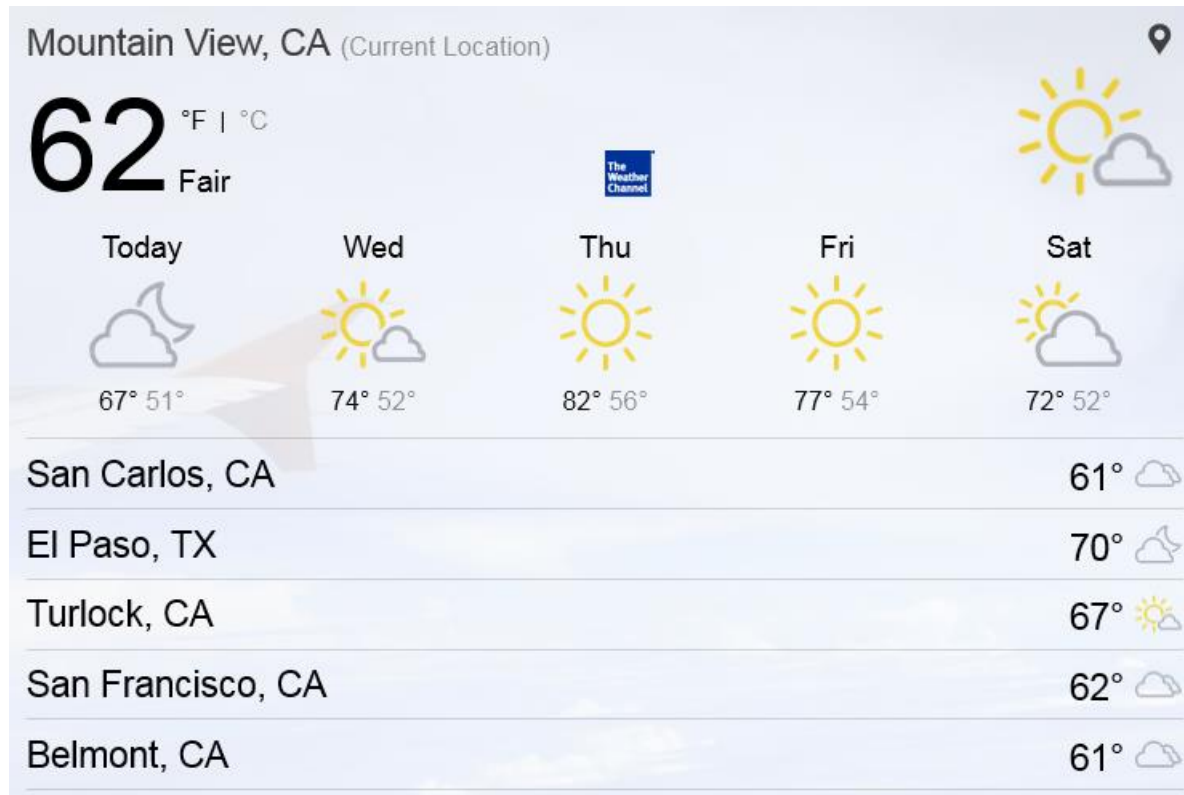 Mountain View, CA (Current Location)
62 °F | °C
Fair
The
Weather
Channel
Today Wed Thu Fri Sat
67° 51° 74° 52° 82° 56° 77° 54° 72° 52°
San Carlos, CA 61°
El Paso, TX 70°
Turlock, CA 67°
San Francisco, CA 62°
Belmont, CA 61°